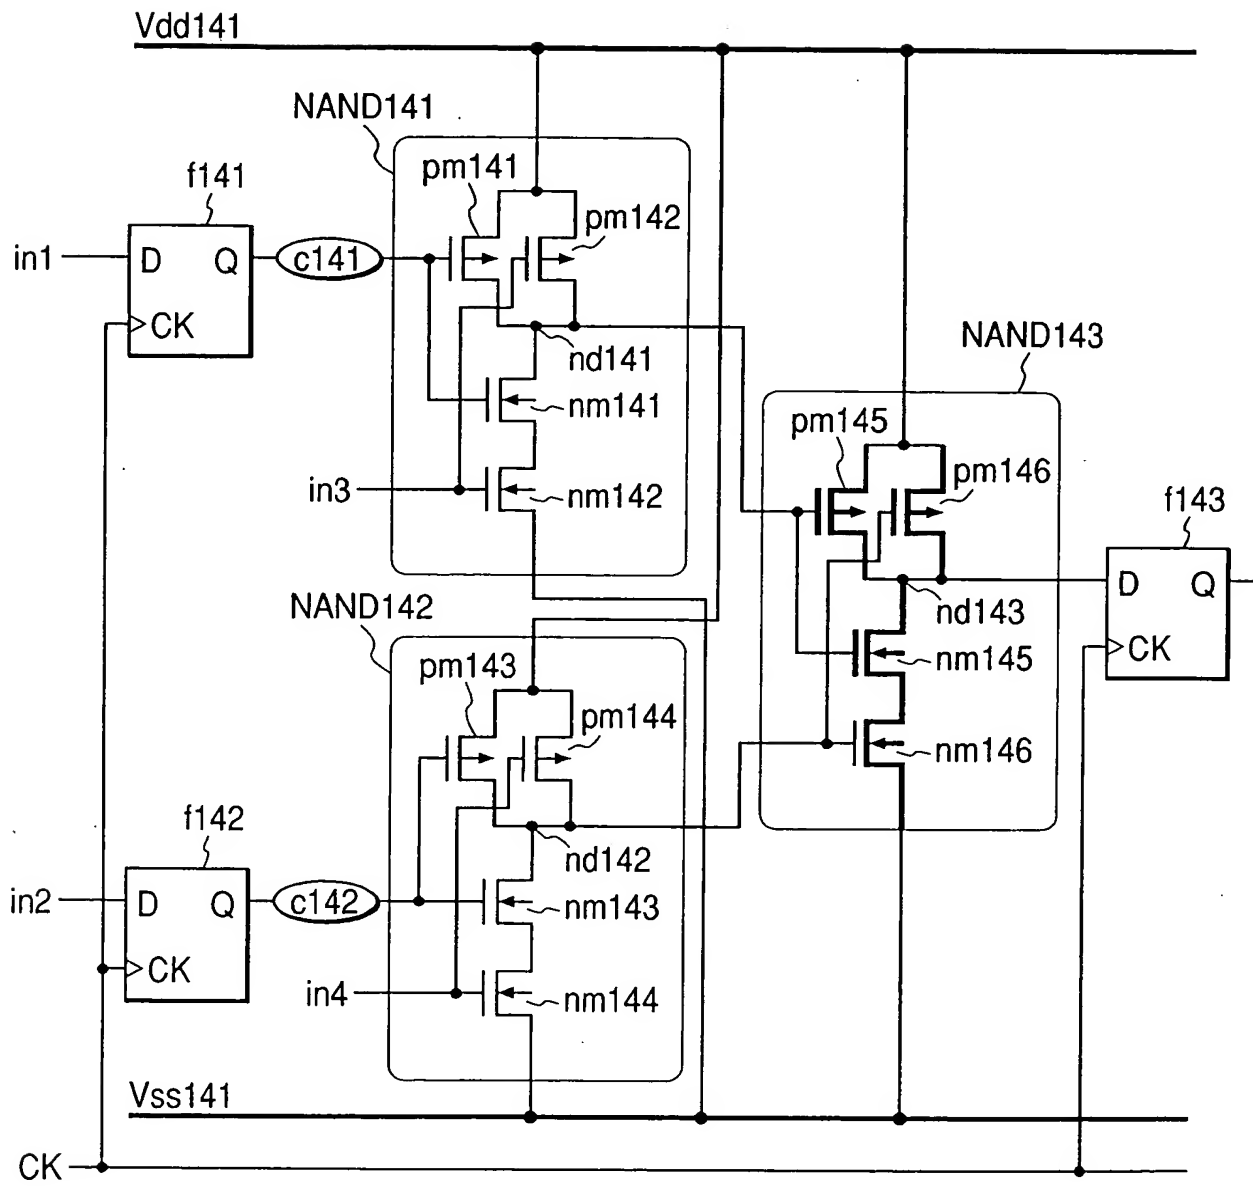 Vdd141
NAND141
pm141
f141
pm142
in1
D
Q
c141
CK
nd141
NAND143
nm141
pm145
pm146
in3
nm142
f143
D
Q
NAND142
nd143
CK
pm143
nm145
pm144
nm146
f142
nd142
in2
D
Q
c142
nm143
CK
in4
nm144
Vss141
CK